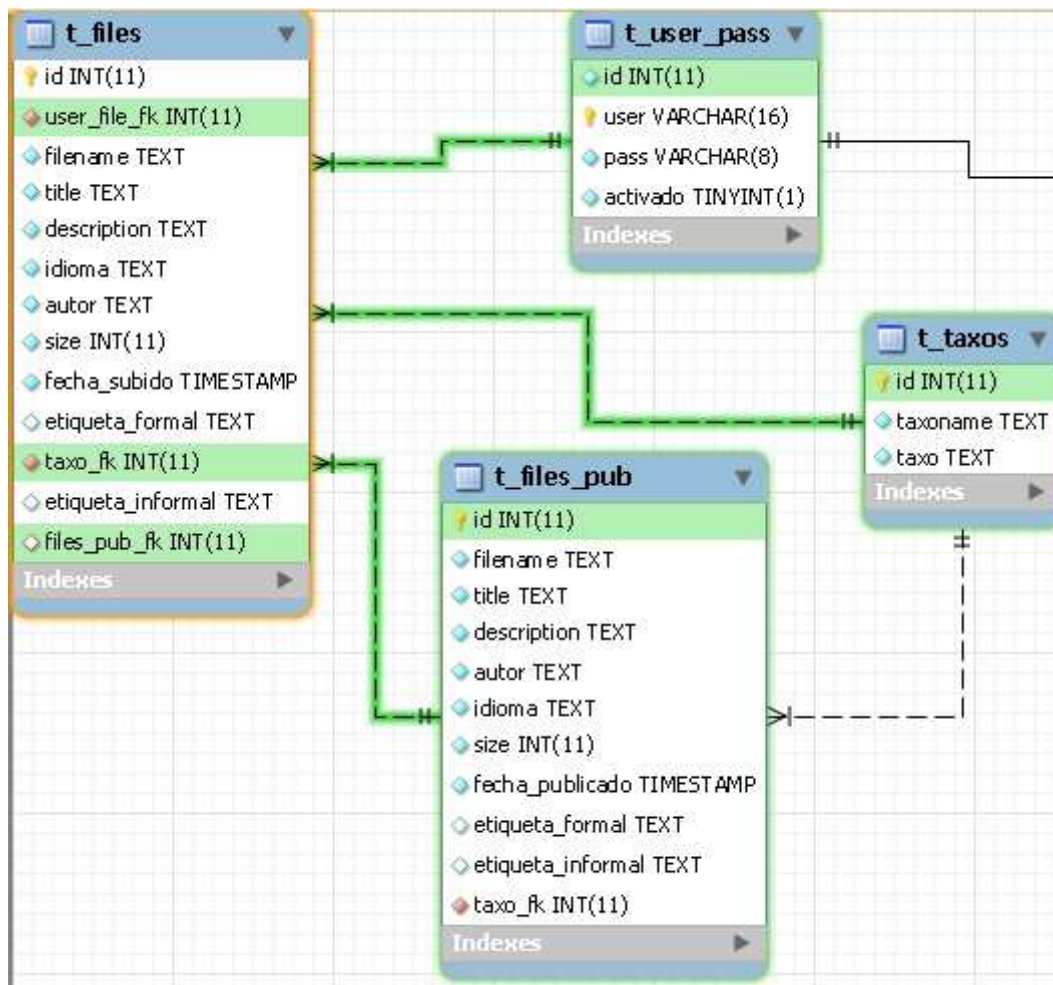 t_files
id INT(11)
user_file_fk INT(11)
filename TEXT
title TEXT
description TEXT
idioma TEXT
autor TEXT
size INT(11)
fecha_subido TIMESTAMP
etiqueta_formal TEXT
taxo_fk INT(11)
etiqueta_informal TEXT
files_pub_fk INT(11)
Indexes
t_user_pass
id INT(11)
user VARCHAR(16)
pass VARCHAR(8)
activado TINYINT(1)
Indexes
t_taxos
id INT(11)
taxoname TEXT
taxo TEXT
Indexes
t_files_pub
id INT(11)
filename TEXT
title TEXT
description TEXT
autor TEXT
idioma TEXT
size INT(11)
fecha_publicado TIMESTAMP
etiqueta_formal TEXT
etiqueta_informal TEXT
taxo_fk INT(11)
Indexes